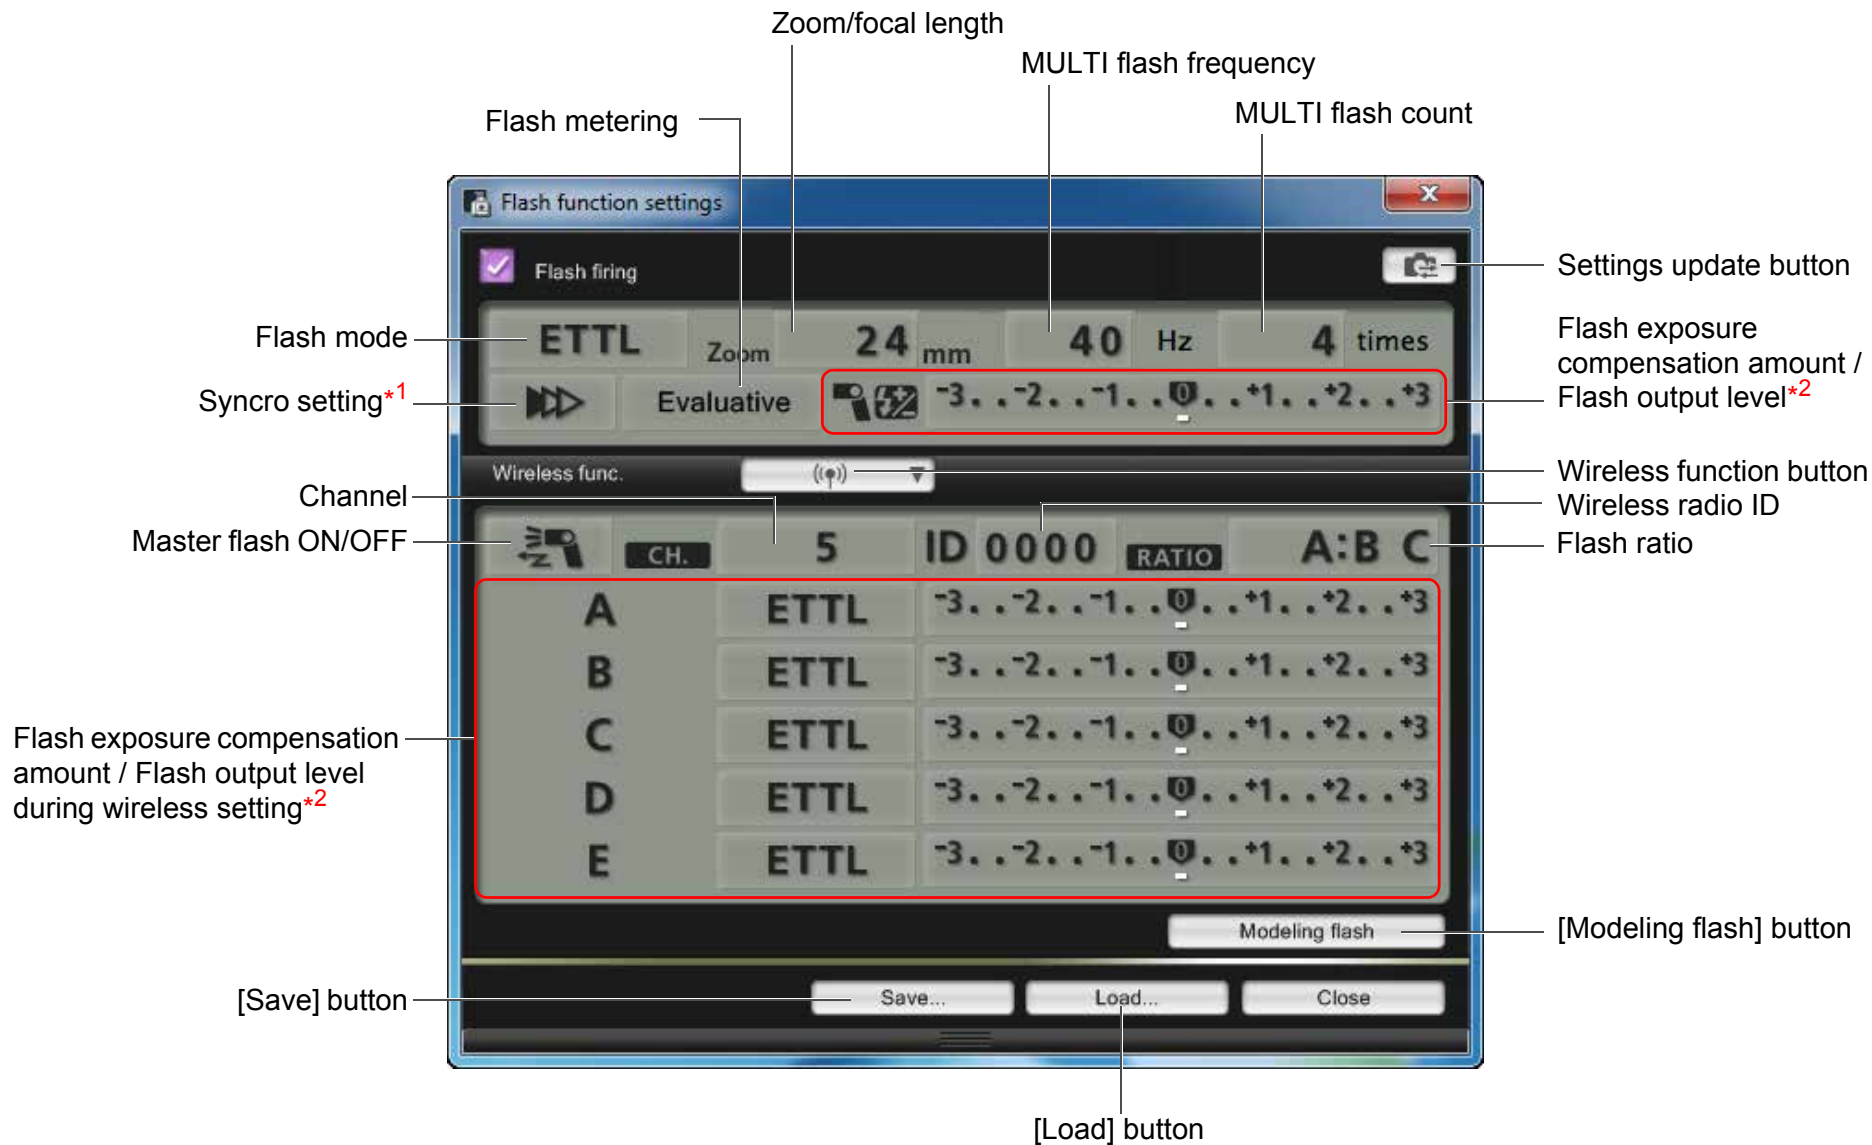 Zoom/focal length
MULTI flash frequency
MULTI flash count
Flash metering
Flash function settings
Flash firing
Settings update button
Flash mode
ETTL Zoom 24 mm 40 Hz 4 times
Flash exposure
compensation amount /
Flash output level*2
Syncro setting*1
Evaluative -3..-2..-1..0..+1..+2..+3
Wireless func.
Wireless function button
Channel
Wireless radio ID
Master flash ON/OFF
CH. 5 ID 0000 RATIO A:B C
Flash ratio
A ETTL -3..-2..-1..0..+1..+2..+3
B ETTL -3..-2..-1..0..+1..+2..+3
C ETTL -3..-2..-1..0..+1..+2..+3
D ETTL -3..-2..-1..0..+1..+2..+3
E ETTL -3..-2..-1..0..+1..+2..+3
Flash exposure compensation
amount / Flash output level
during wireless setting*2
Modeling flash
[Modeling flash] button
[Save] button
Save... Load... Close
[Load] button